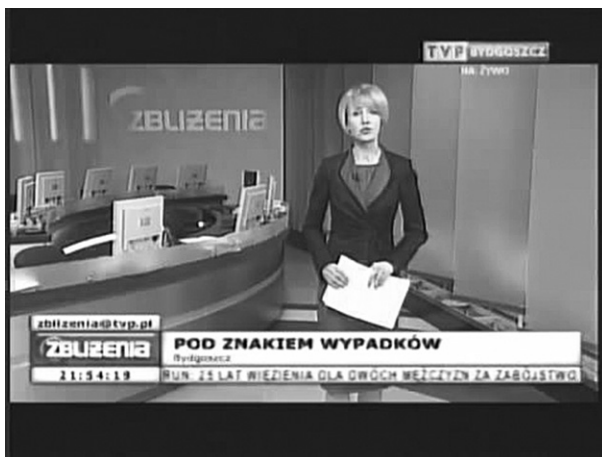 TVP BYDGOSZCZ
NA ŻYWO
ZBLIŻENIA
zblizenia@tvp.pl
ZBLIŻENIA
POD ZNAKIEM WYPADKÓW
Bydgoszcz
21:54:19
RUŃ: 25 LAT WIĘZIENIA DLA DWÓCH MĘŻCZYZN ZA ZABÓJSTWO